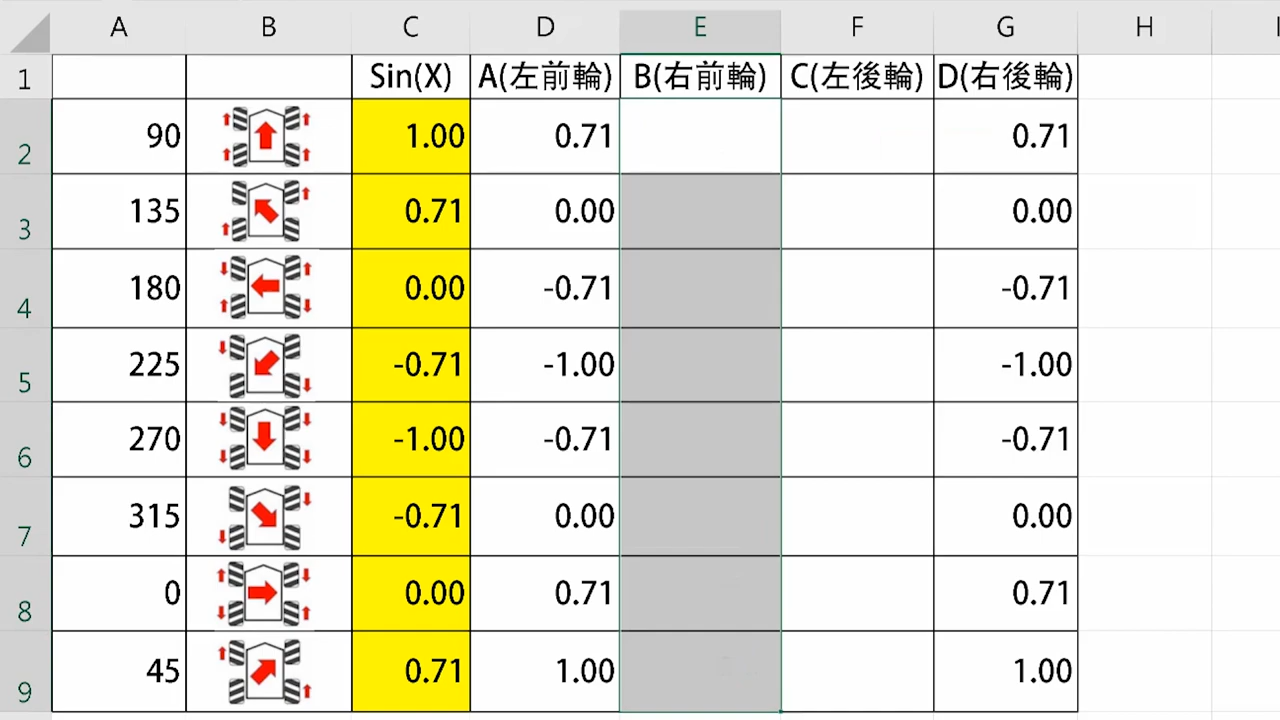 A B C D E F G H I
1 Sin(X) A(左前輪) B(右前輪) C(左後輪) D(右後輪)
2 90 1.00 0.71 0.71
3 135 0.71 0.00 0.00
4 180 0.00 -0.71 -0.71
5 225 -0.71 -1.00 -1.00
6 270 -1.00 -0.71 -0.71
7 315 -0.71 0.00 0.00
8 0 0.00 0.71 0.71
9 45 0.71 1.00 1.00